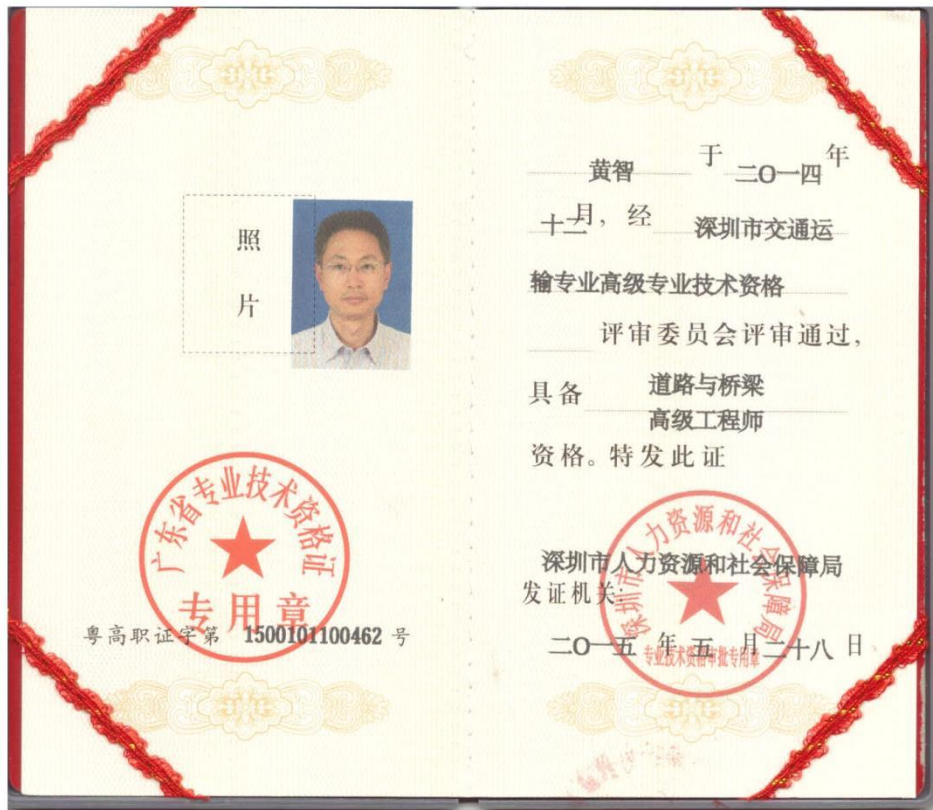 照
片
广东省专业技术资格证
专用章
粤高职证字第 1500101100462 号
黄智 于 二O一四 年
十二月，经 深圳市交通运
输专业高级专业技术资格
评审委员会评审通过，
具备 道路与桥梁
高级工程师
资格。特发此证
深圳市人力资源和社会保障局
深圳市人力资源和社会保障局
发证机关：
二O一五 年 五 月 二十八 日
专业技术资格审批专用章